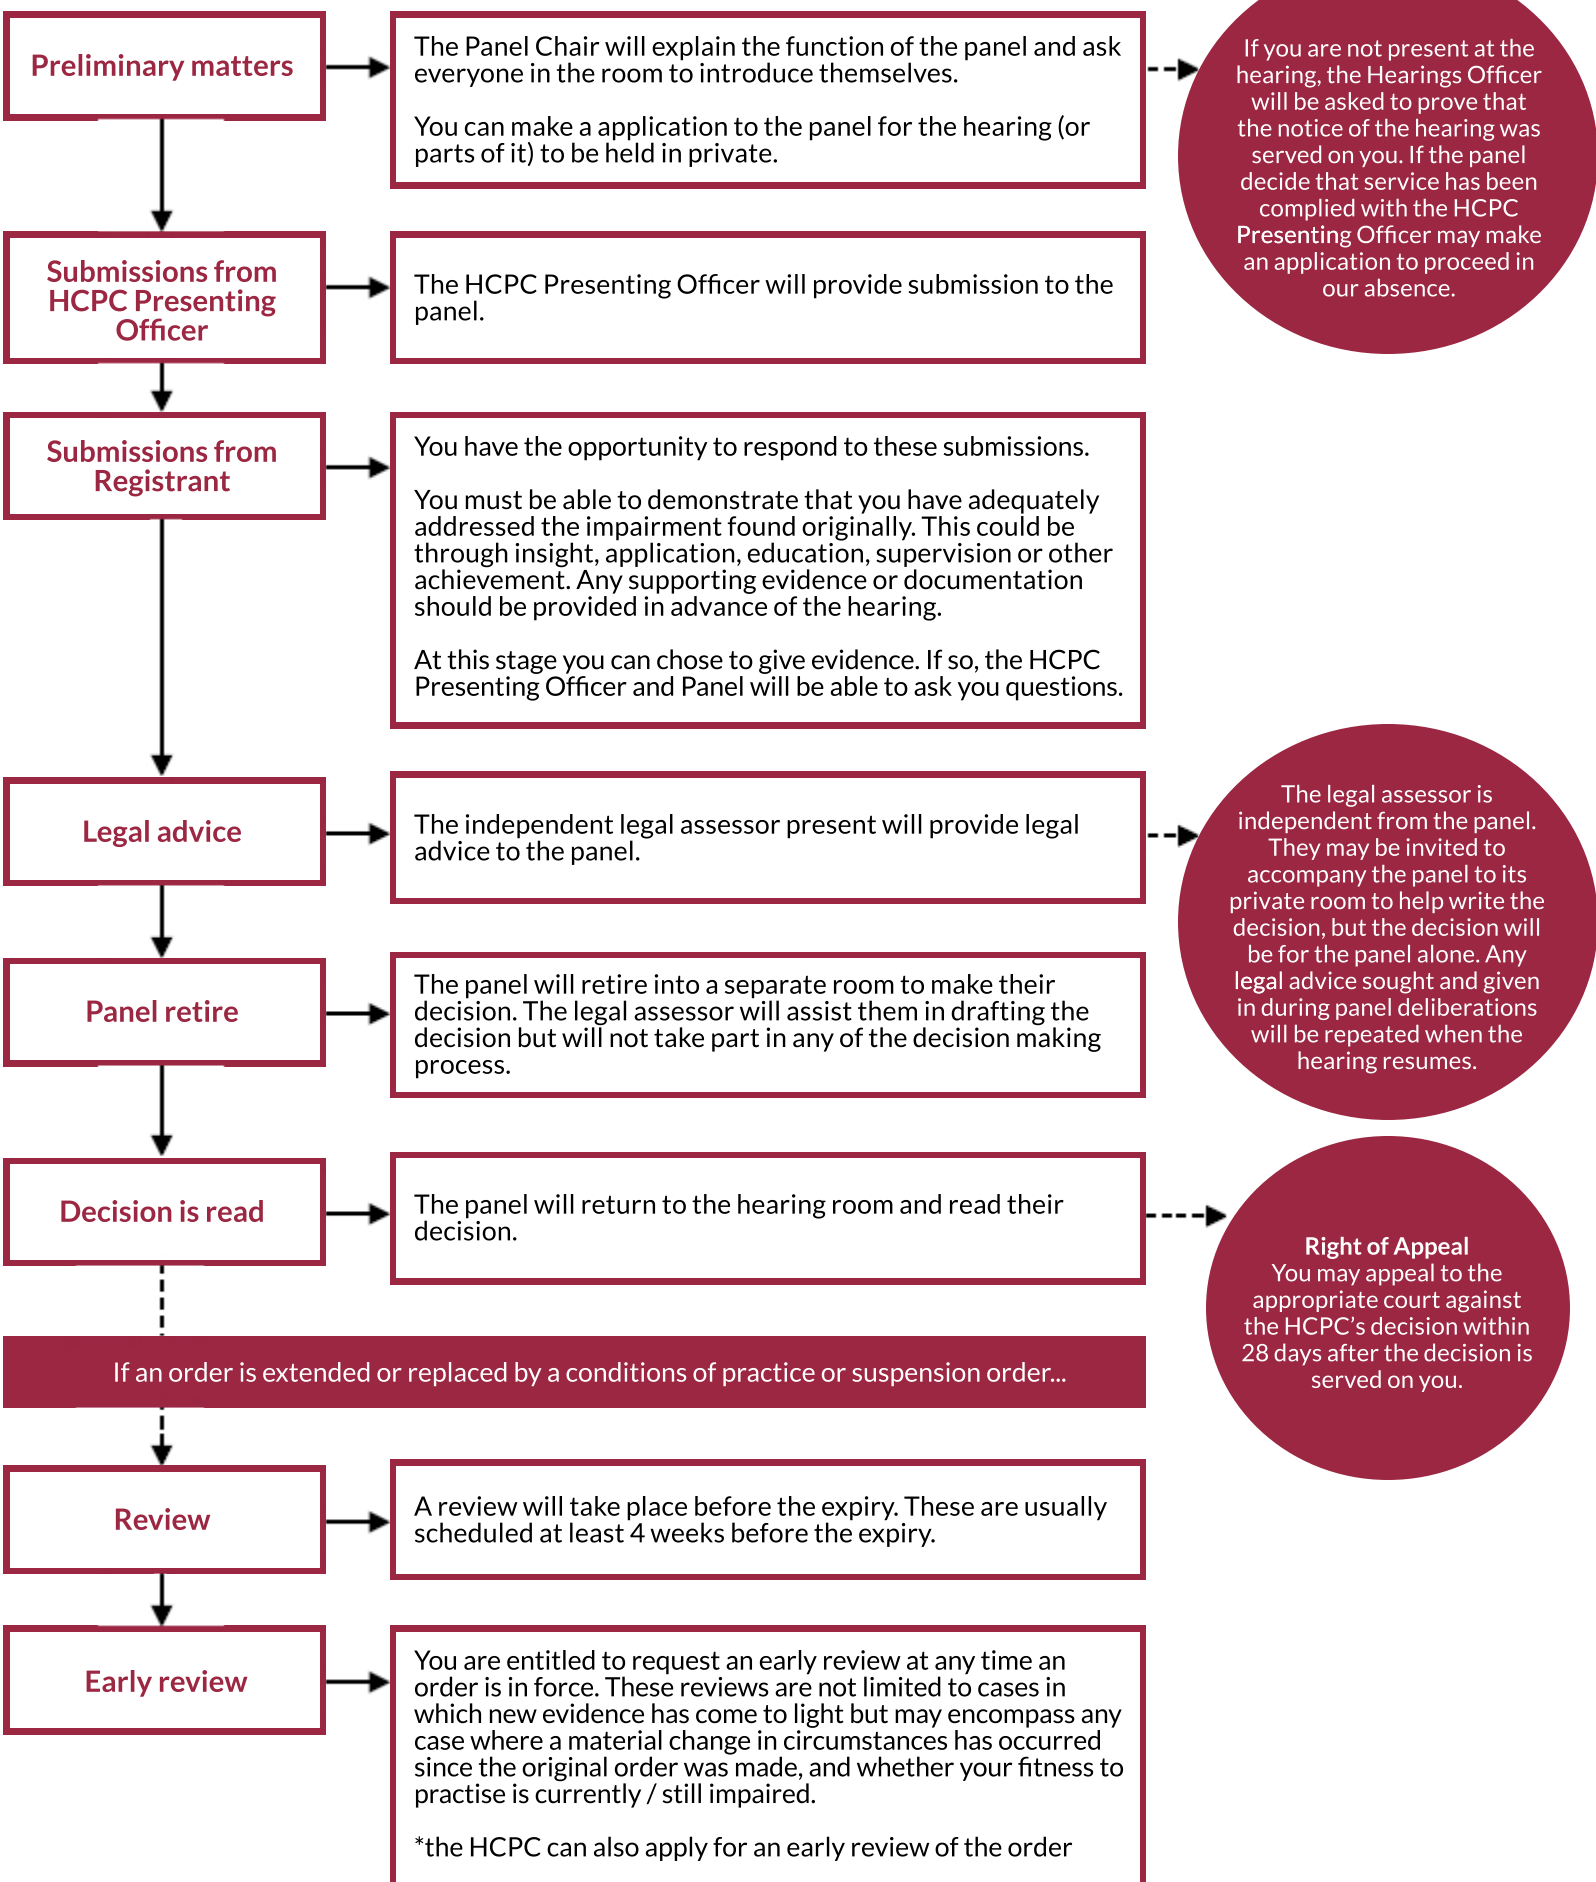 Preliminary matters
The Panel Chair will explain the function of the panel and ask
everyone in the room to introduce themselves.
You can make a application to the panel for the hearing (or
parts of it) to be held in private.
If you are not present at the
hearing, the Hearings Officer
will be asked to prove that
the notice of the hearing was
served on you. If the panel
decide that service has been
complied with the HCPC
Presenting Officer may make
an application to proceed in
our absence.
Submissions from
HCPC Presenting
Officer
The HCPC Presenting Officer will provide submission to the
panel.
Submissions from
Registrant
You have the opportunity to respond to these submissions.
You must be able to demonstrate that you have adequately
addressed the impairment found originally. This could be
through insight, application, education, supervision or other
achievement. Any supporting evidence or documentation
should be provided in advance of the hearing.
At this stage you can chose to give evidence. If so, the HCPC
Presenting Officer and Panel will be able to ask you questions.
Legal advice
The independent legal assessor present will provide legal
advice to the panel.
The legal assessor is
independent from the panel.
They may be invited to
accompany the panel to its
private room to help write the
decision, but the decision will
be for the panel alone. Any
legal advice sought and given
in during panel deliberations
will be repeated when the
hearing resumes.
Panel retire
The panel will retire into a separate room to make their
decision. The legal assessor will assist them in drafting the
decision but will not take part in any of the decision making
process.
Decision is read
The panel will return to the hearing room and read their
decision.
Right of Appeal
You may appeal to the
appropriate court against
the HCPC's decision within
28 days after the decision is
served on you.
If an order is extended or replaced by a conditions of practice or suspension order...
Review
A review will take place before the expiry. These are usually
scheduled at least 4 weeks before the expiry.
Early review
You are entitled to request an early review at any time an
order is in force. These reviews are not limited to cases in
which new evidence has come to light but may encompass any
case where a material change in circumstances has occurred
since the original order was made, and whether your fitness to
practise is currently / still impaired.
*the HCPC can also apply for an early review of the order